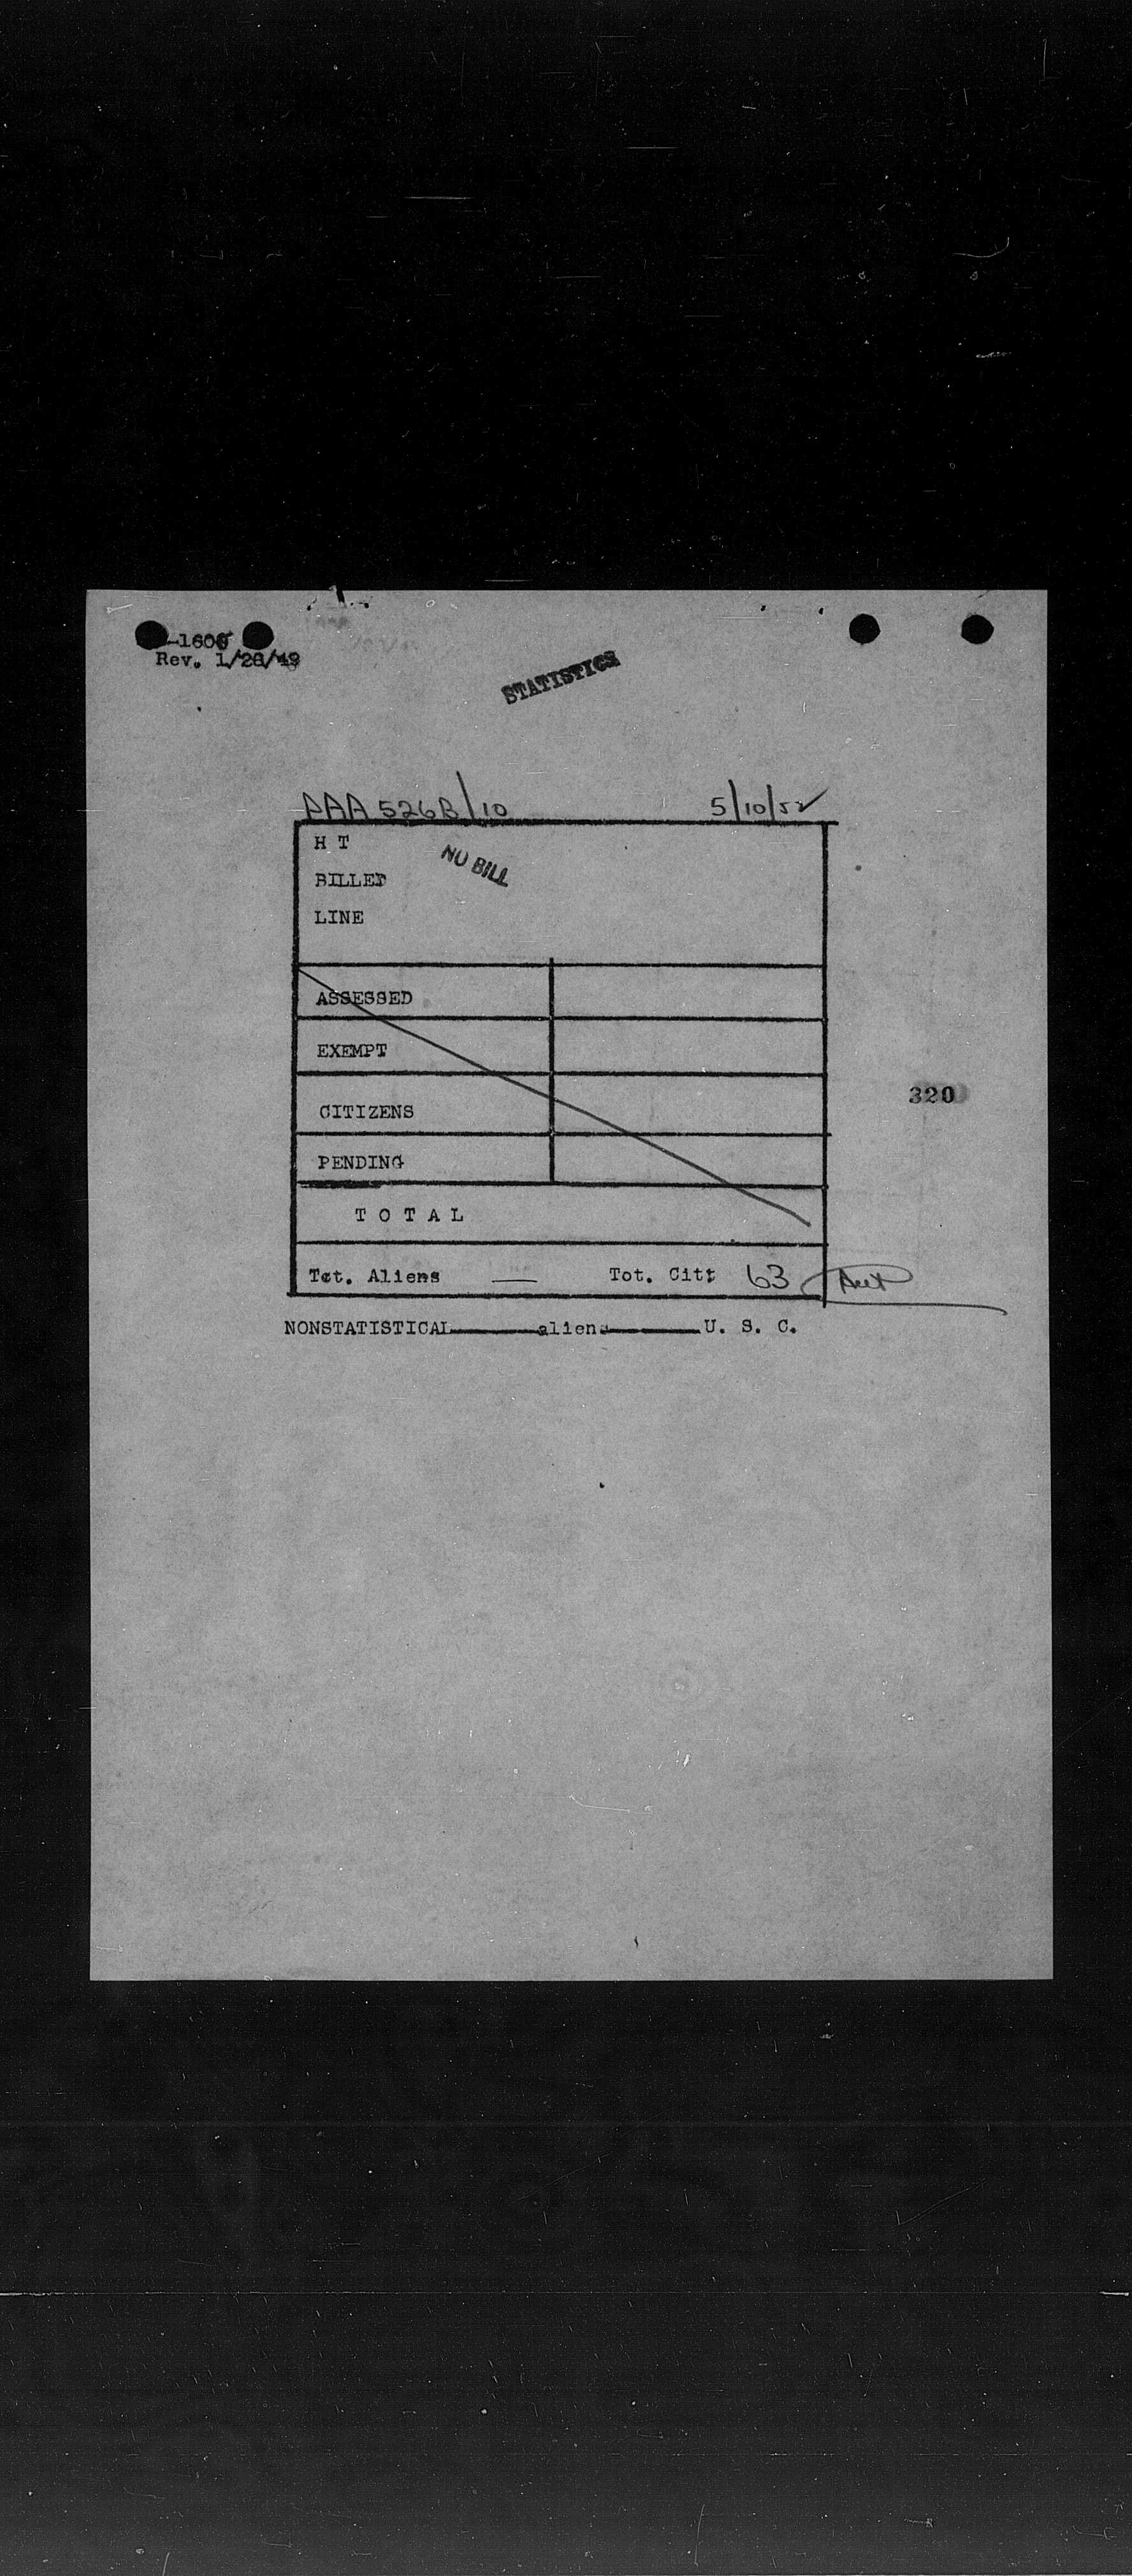 -1606
Rev. 1/28/49
STATISTICS
PAA 526B/10 5/10/52
H T
NO BILL
BILLED
LINE
ASSESSED
EXEMPT
320
CITIZENS
PENDING
T O T A L
Tot. Aliens — Tot. Cit: 63
NONSTATISTICAL aliens U. S. C.